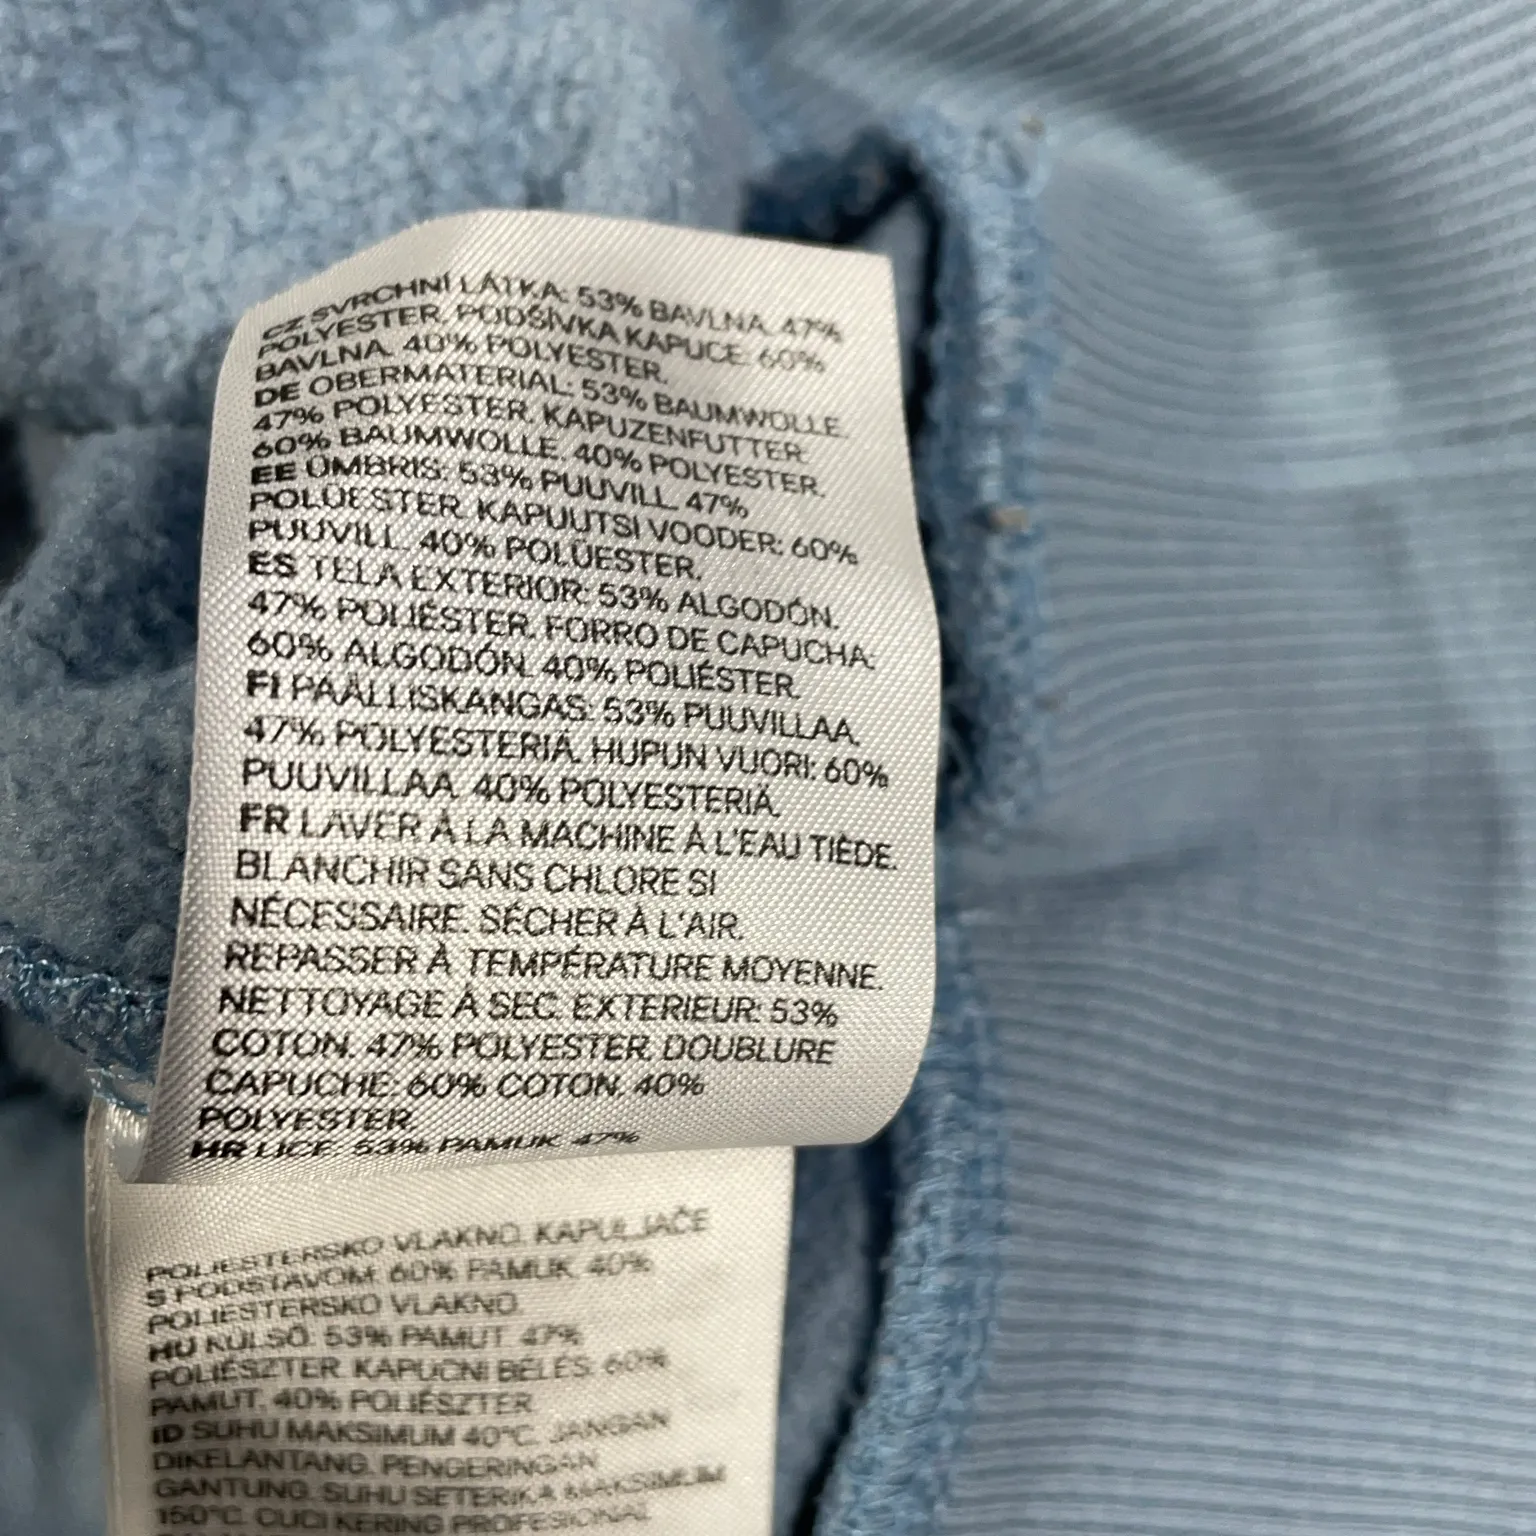 CZ SVRCHNÍ LÁTKA: 53% BAVLNA. 47%
POLYESTER. PODŠÍVKA KAPUCE: 60%
BAVLNA. 40% POLYESTER.
DE OBERMATERIAL: 53% BAUMWOLLE.
47% POLYESTER. KAPUZENFUTTER:
60% BAUMWOLLE. 40% POLYESTER.
EE ÜMBRIS: 53% PUUVILL. 47%
POLÜESTER. KAPUUTSI VOODER: 60%
PUUVILL. 40% POLÜESTER.
ES TELA EXTERIOR: 53% ALGODÓN.
47% POLIÉSTER. FORRO DE CAPUCHA:
60% ALGODÓN. 40% POLIÉSTER.
FI PÄÄLLISKANGAS: 53% PUUVILLAA.
47% POLYESTERIÄ. HUPUN VUORI: 60%
PUUVILLAA. 40% POLYESTERIÄ.
FR LAVER À LA MACHINE À L'EAU TIÈDE.
BLANCHIR SANS CHLORE SI
NÉCESSAIRE. SÉCHER À L'AIR.
REPASSER À TEMPÉRATURE MOYENNE.
NETTOYAGE À SEC. EXTERIEUR: 53%
COTON. 47% POLYESTER. DOUBLURE
CAPUCHE: 60% COTON. 40%
POLYESTER.
HR LICE: 53% PAMUK. 47%
POLIESTERSKO VLAKNO. KAPULJAČE
S PODSTAVOM: 60% PAMUK. 40%
POLIESTERSKO VLAKNO.
HU KÜLSŐ: 53% PAMUT. 47%
POLIÉSZTER. KAPUCNI BÉLÉS: 60%
PAMUT. 40% POLIÉSZTER.
ID SUHU MAKSIMUM 40°C. JANGAN
DIKELANTANG. PENGERINGAN
GANTUNG. SUHU SETERIKA MAKSIMUM
150°C. CUCI KERING PROFESIONAL